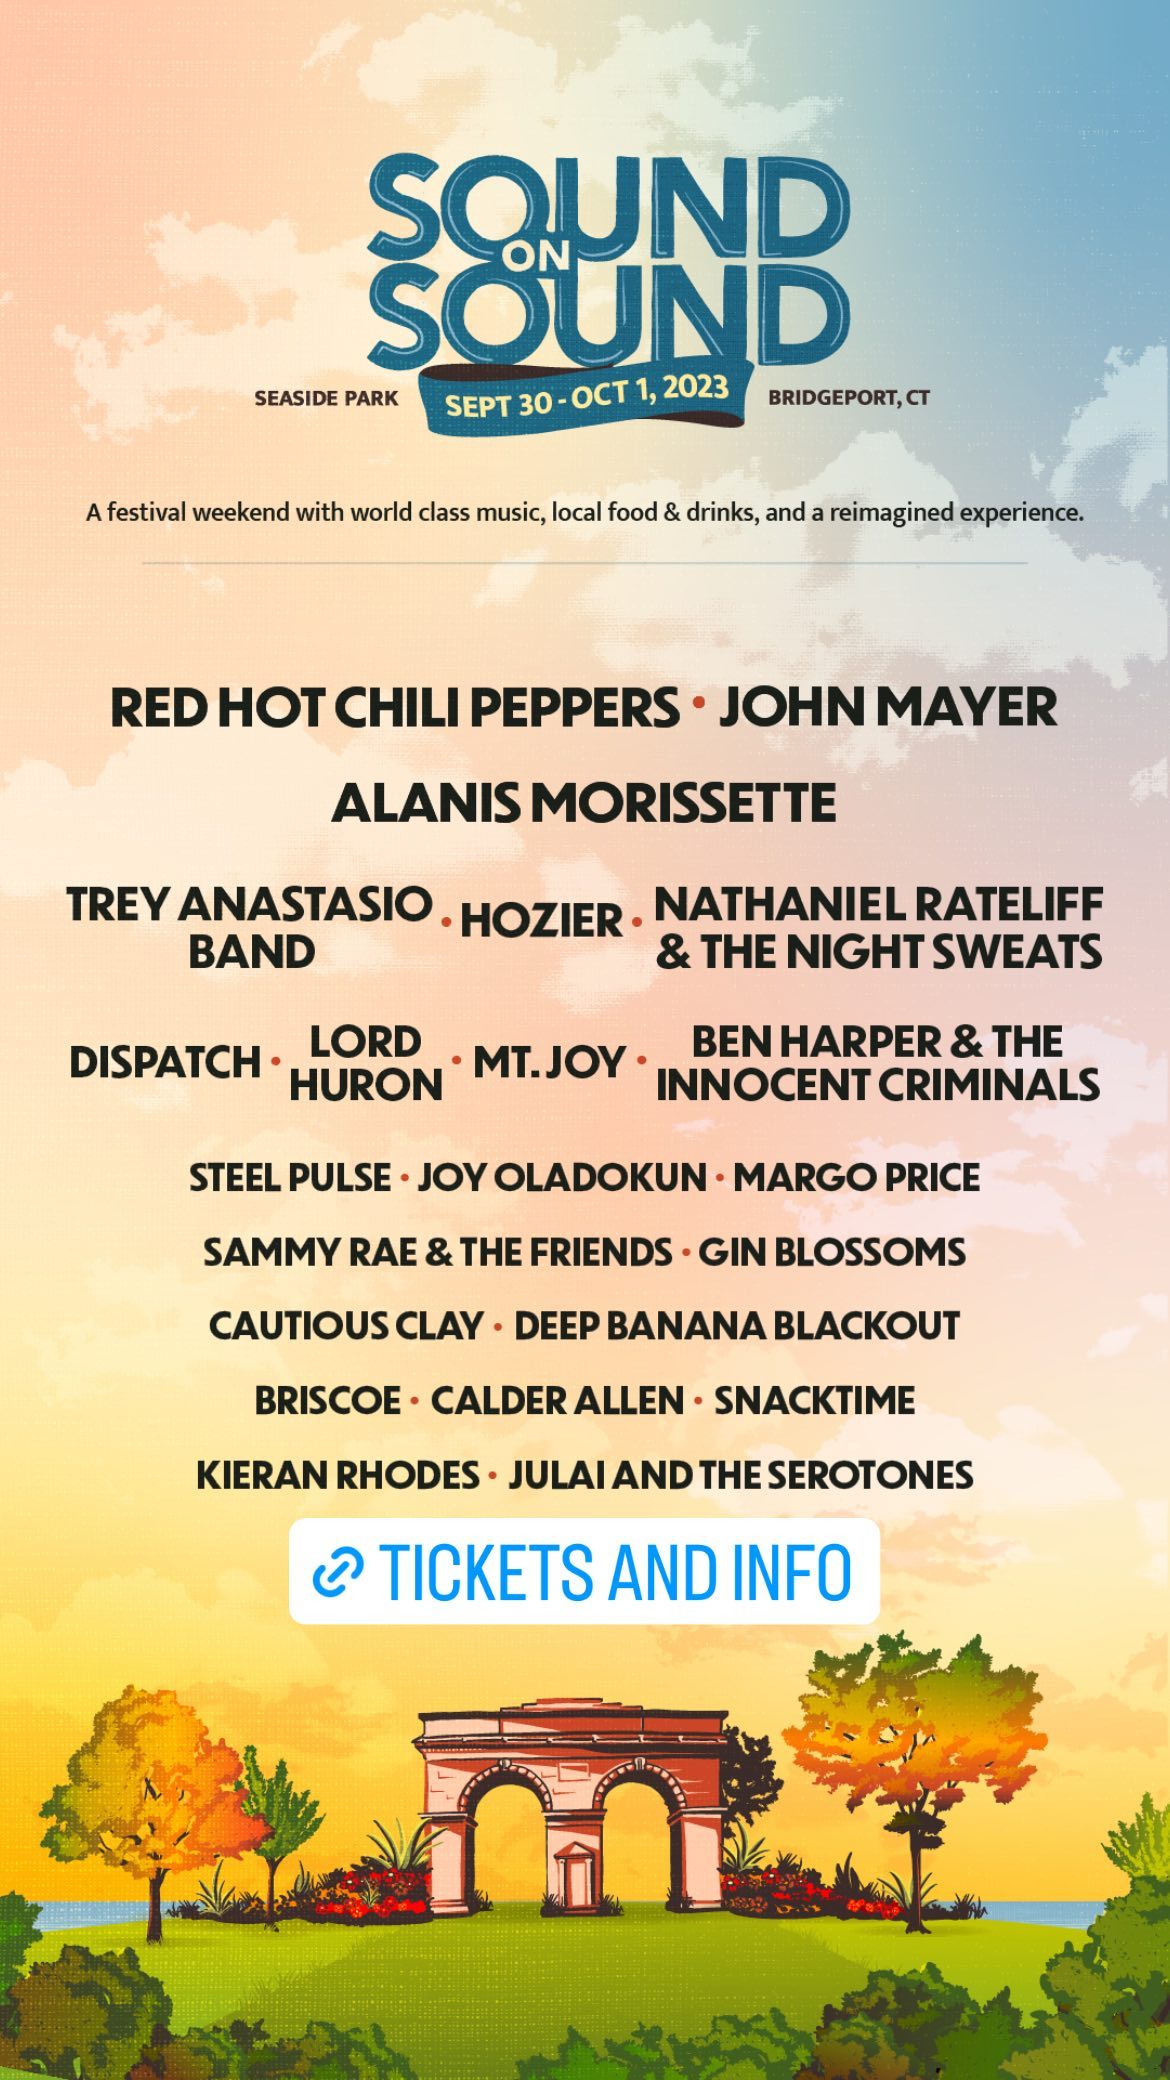 SOUND
ON
SOUND
SEASIDE PARK
SEPT 30 - OCT 1, 2023
BRIDGEPORT, CT
A festival weekend with world class music, local food & drinks, and a reimagined experience.
RED HOT CHILI PEPPERS • JOHN MAYER
ALANIS MORISSETTE
TREY ANASTASIO
BAND
• HOZIER •
NATHANIEL RATELIFF
& THE NIGHT SWEATS
DISPATCH •
LORD
HURON
• MT. JOY •
BEN HARPER & THE
INNOCENT CRIMINALS
STEEL PULSE • JOY OLADOKUN • MARGO PRICE
SAMMY RAE & THE FRIENDS • GIN BLOSSOMS
CAUTIOUS CLAY • DEEP BANANA BLACKOUT
BRISCOE • CALDER ALLEN • SNACKTIME
KIERAN RHODES • JULAI AND THE SEROTONES
TICKETS AND INFO